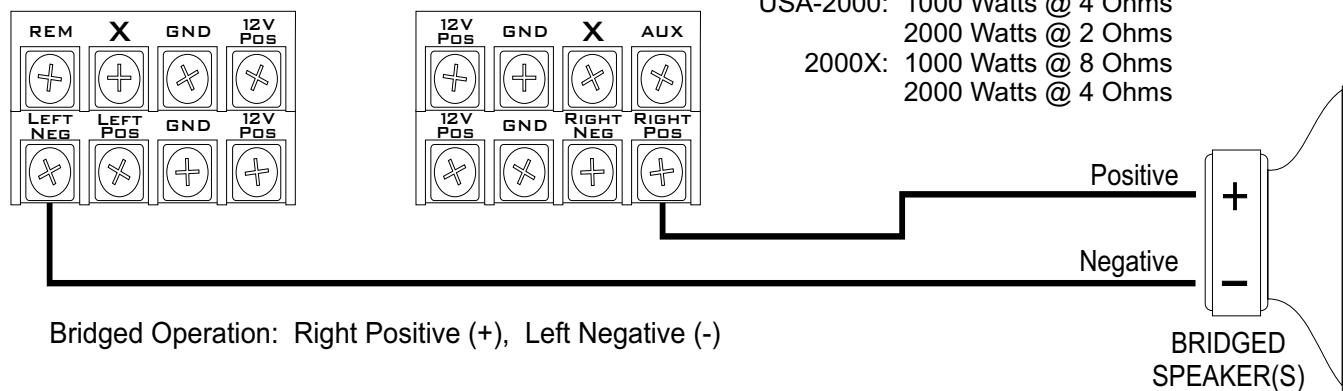 USA-2000: 1000 Watts @ 4 Ohms
2000 Watts @ 2 Ohms
2000X: 1000 Watts @ 8 Ohms
2000 Watts @ 4 Ohms
REM X GND 12V POS
LEFT NEG LEFT POS GND 12V POS
12V POS GND X AUX
12V POS GND RIGHT NEG RIGHT POS
Positive
+
Negative
−
Bridged Operation: Right Positive (+), Left Negative (-)
BRIDGED
SPEAKER(S)